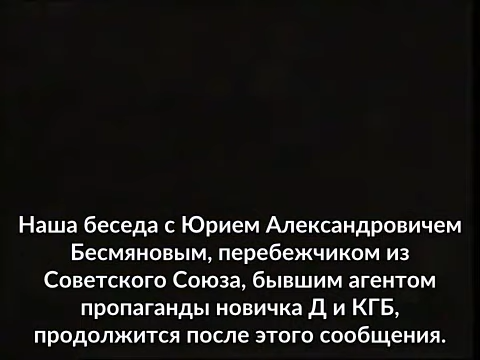 Наша беседа с Юрием Александровичем
Бесмяновым, перебежчиком из
Советского Союза, бывшим агентом
пропаганды новичка Д и КГБ,
продолжится после этого сообщения.